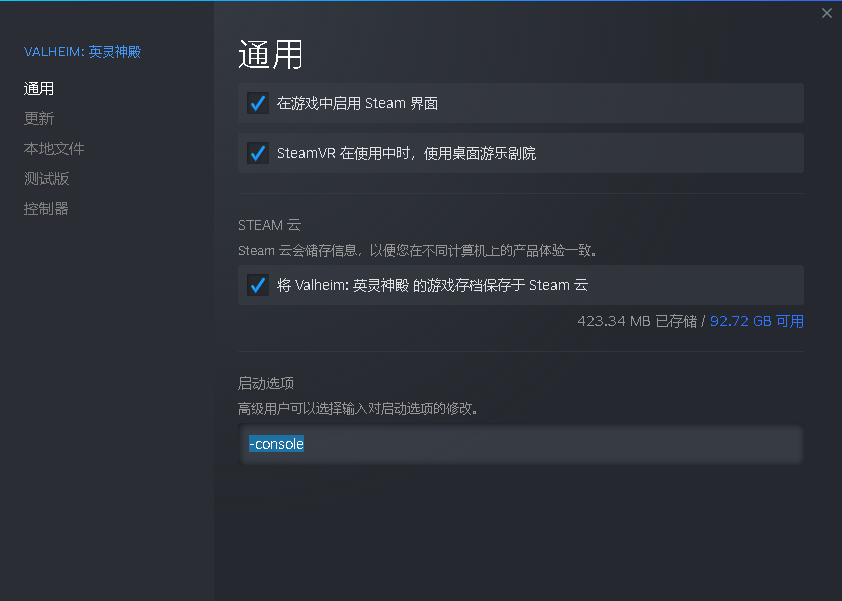 VALHEIM: 英灵神殿
通用
更新
本地文件
测试版
控制器
通用
在游戏中启用 Steam 界面
SteamVR 在使用中时，使用桌面游乐剧院
STEAM 云
Steam 云会储存信息，以便您在不同计算机上的产品体验一致。
将 Valheim: 英灵神殿 的游戏存档保存于 Steam 云
423.34 MB 已存储 / 92.72 GB 可用
启动选项
高级用户可以选择输入对启动选项的修改。
-console